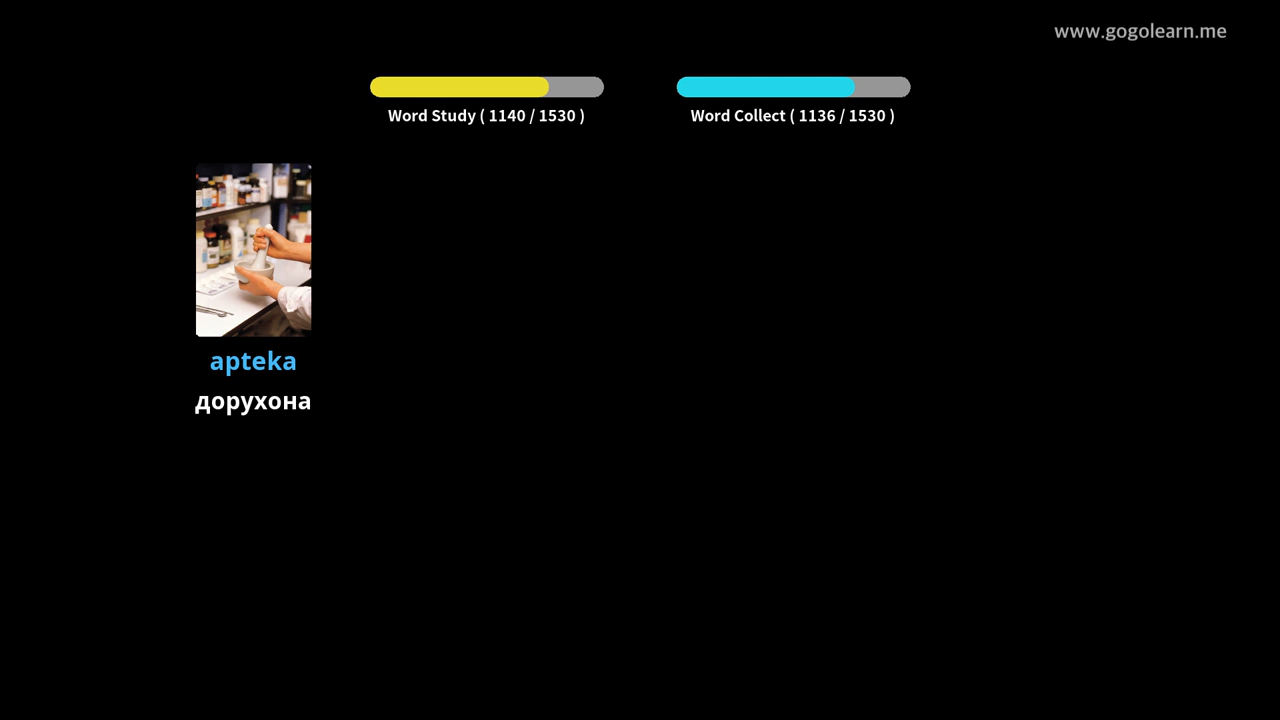 www.gogolearn.me
Word Study ( 1140 / 1530 )
Word Collect ( 1136 / 1530 )
apteka
дорухона